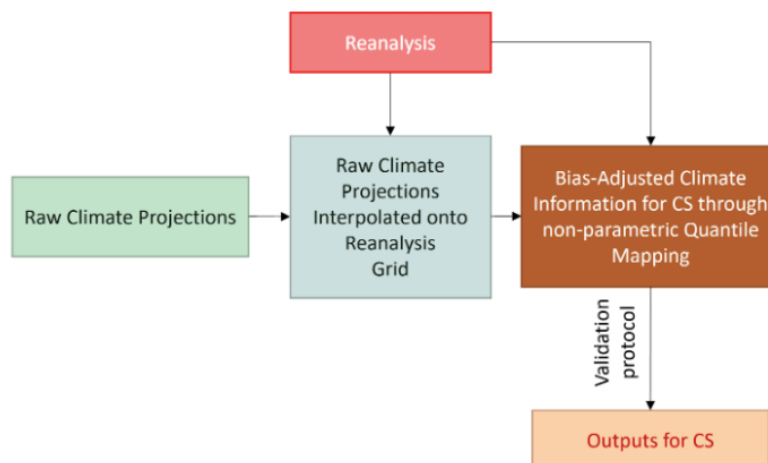 Reanalysis
Raw Climate Projections
Raw Climate
Projections
Interpolated onto
Reanalysis
Grid
Bias-Adjusted Climate
Information for CS through
non-parametric Quantile
Mapping
Validation
protocol
Outputs for CS